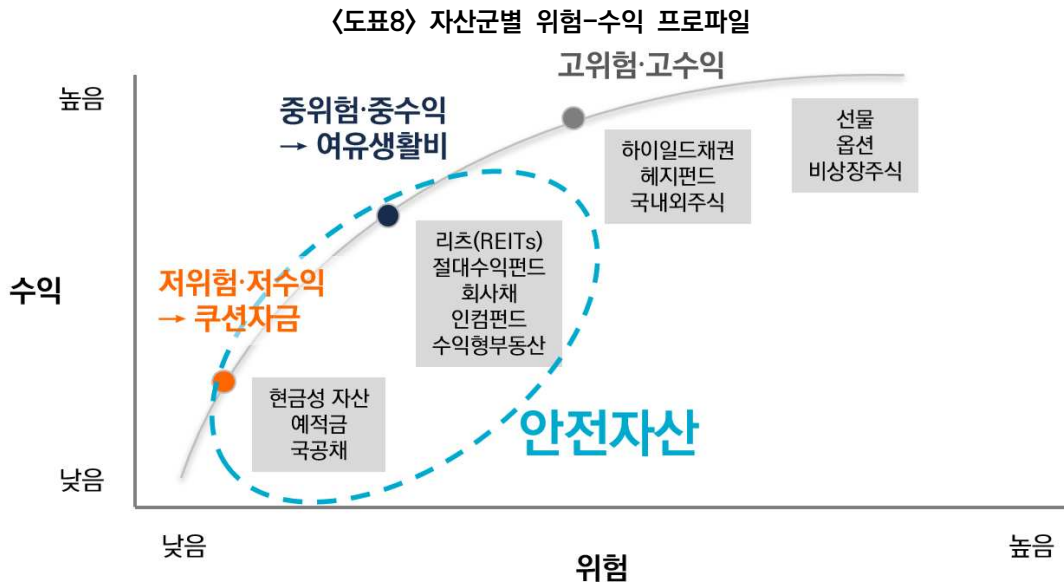 〈도표8〉 자산군별 위험-수익 프로파일
고위험·고수익
높음
중위험·중수익
→ 여유생활비
선물
옵션
비상장주식
하이일드채권
헤지펀드
국내외주식
리츠(REITs)
절대수익펀드
회사채
인컴펀드
수익형부동산
수익
저위험·저수익
→ 쿠션자금
현금성 자산
예적금
국공채
안전자산
낮음
낮음
위험
높음